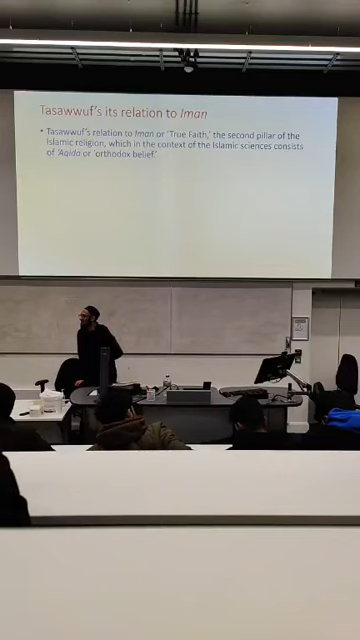 Tasawwuf's its relation to Iman
• Tasawwuf's relation to Iman or 'True Faith,' the second pillar of the
Islamic religion, which in the context of the Islamic sciences consists
of 'Aqida or 'orthodox belief.'